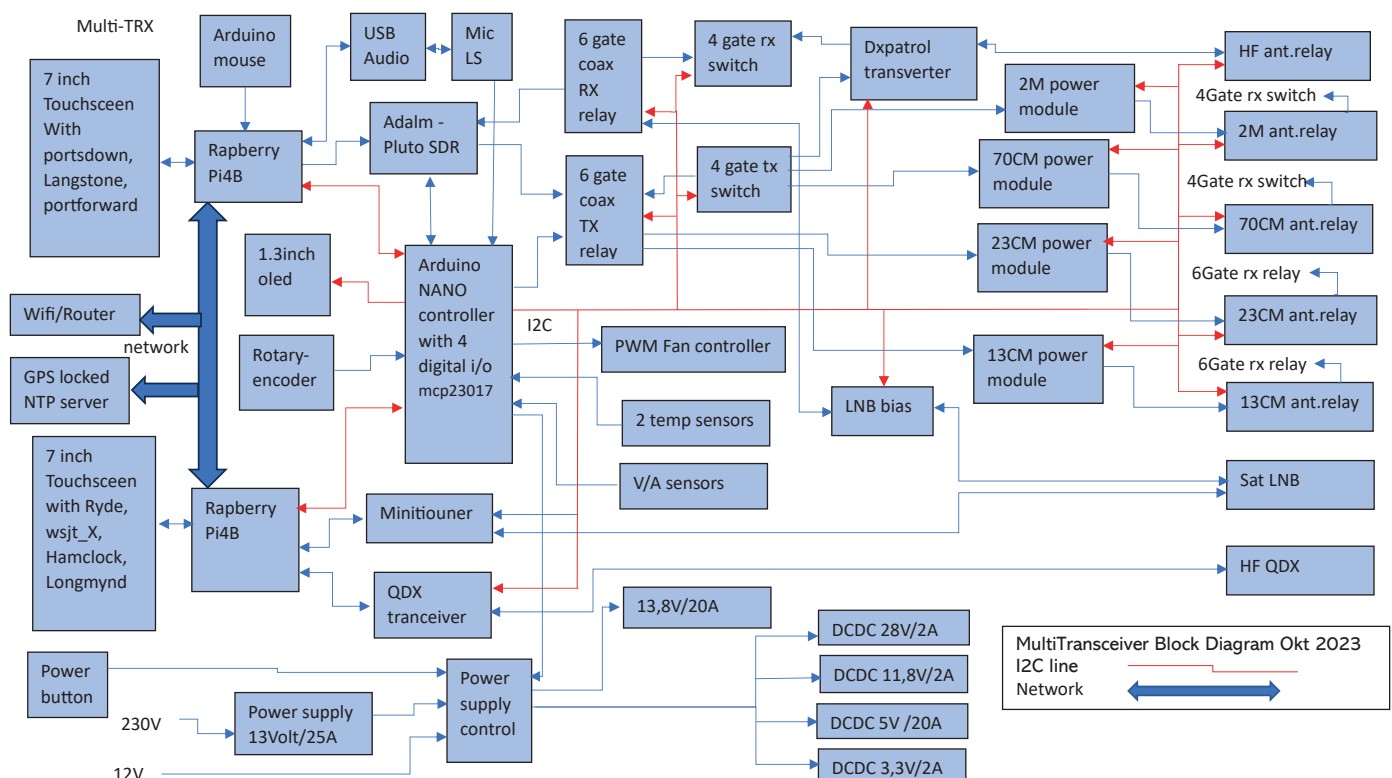 Multi-TRX
Arduino
mouse
USB
Audio
Mic
LS
6 gate
coax
RX
relay
4 gate rx
switch
Dxpatrol
transverter
HF ant.relay
7 inch
Touchsceen
With
portsdown,
Langstone,
portforward
Rapberry
Pi4B
Adalm -
Pluto SDR
2M power
module
4Gate rx switch
2M ant.relay
6 gate
coax
TX
relay
4 gate tx
switch
70CM power
module
4Gate rx switch
70CM ant.relay
1.3inch
oled
Arduino
NANO
controller
with 4
digital i/o
mcp23017
23CM power
module
6Gate rx relay
23CM ant.relay
Wifi/Router
network
I2C
Rotary-
encoder
PWM Fan controller
13CM power
module
6Gate rx relay
13CM ant.relay
GPS locked
NTP server
2 temp sensors
LNB bias
7 inch
Touchsceen
with Ryde,
wsjt_X,
Hamclock,
Longmynd
Rapberry
Pi4B
Minitiouner
V/A sensors
Sat LNB
QDX
tranceiver
HF QDX
13,8V/20A
DCDC 28V/2A
DCDC 11,8V/2A
DCDC 5V /20A
DCDC 3,3V/2A
Power
button
230V
Power supply
13Volt/25A
12V
Power
supply
control
MultiTransceiver Block Diagram Okt 2023
I2C line
Network